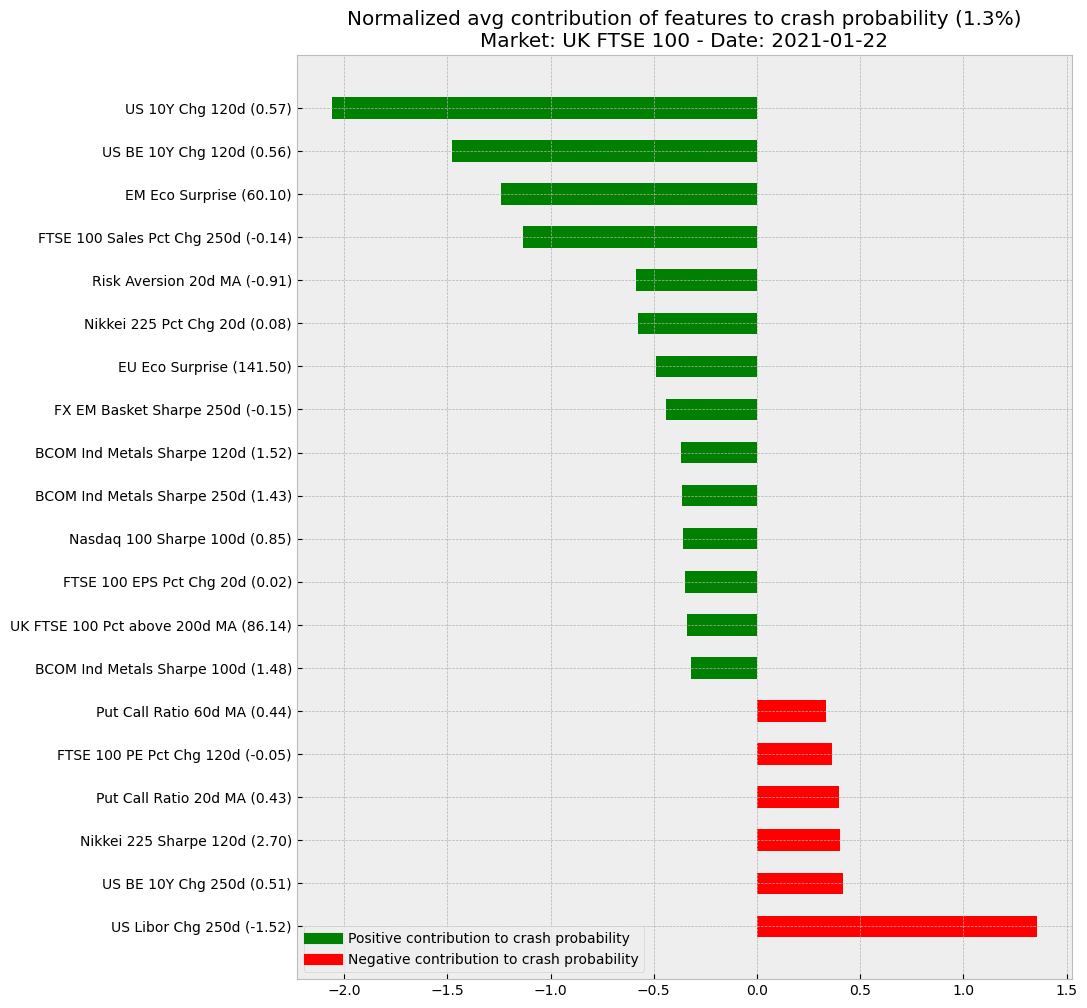 Normalized avg contribution of features to crash probability (1.3%)
Market: UK FTSE 100 - Date: 2021-01-22
US 10Y Chg 120d (0.57)
US BE 10Y Chg 120d (0.56)
EM Eco Surprise (60.10)
FTSE 100 Sales Pct Chg 250d (-0.14)
Risk Aversion 20d MA (-0.91)
Nikkei 225 Pct Chg 20d (0.08)
EU Eco Surprise (141.50)
FX EM Basket Sharpe 250d (-0.15)
BCOM Ind Metals Sharpe 120d (1.52)
BCOM Ind Metals Sharpe 250d (1.43)
Nasdaq 100 Sharpe 100d (0.85)
FTSE 100 EPS Pct Chg 20d (0.02)
UK FTSE 100 Pct above 200d MA (86.14)
BCOM Ind Metals Sharpe 100d (1.48)
Put Call Ratio 60d MA (0.44)
FTSE 100 PE Pct Chg 120d (-0.05)
Put Call Ratio 20d MA (0.43)
Nikkei 225 Sharpe 120d (2.70)
US BE 10Y Chg 250d (0.51)
US Libor Chg 250d (-1.52)
Positive contribution to crash probability
Negative contribution to crash probability
−2.0 −1.5 −1.0 −0.5 0.0 0.5 1.0 1.5